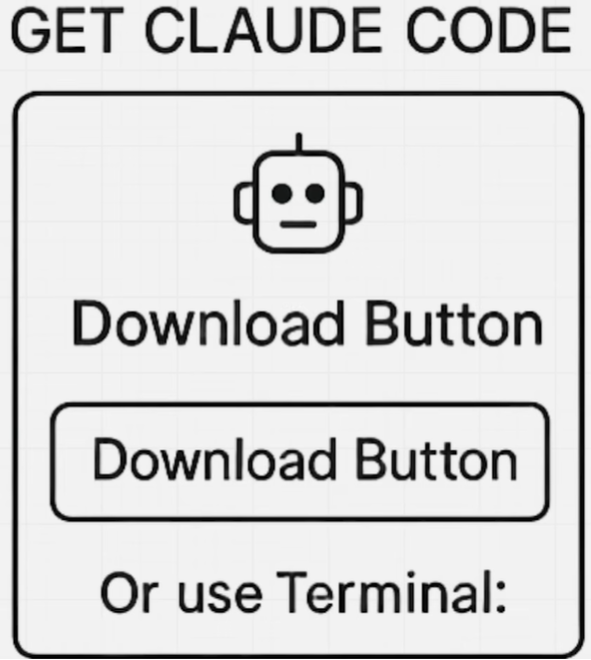 GET CLAUDE CODE
Download Button
Download Button
Or use Terminal: